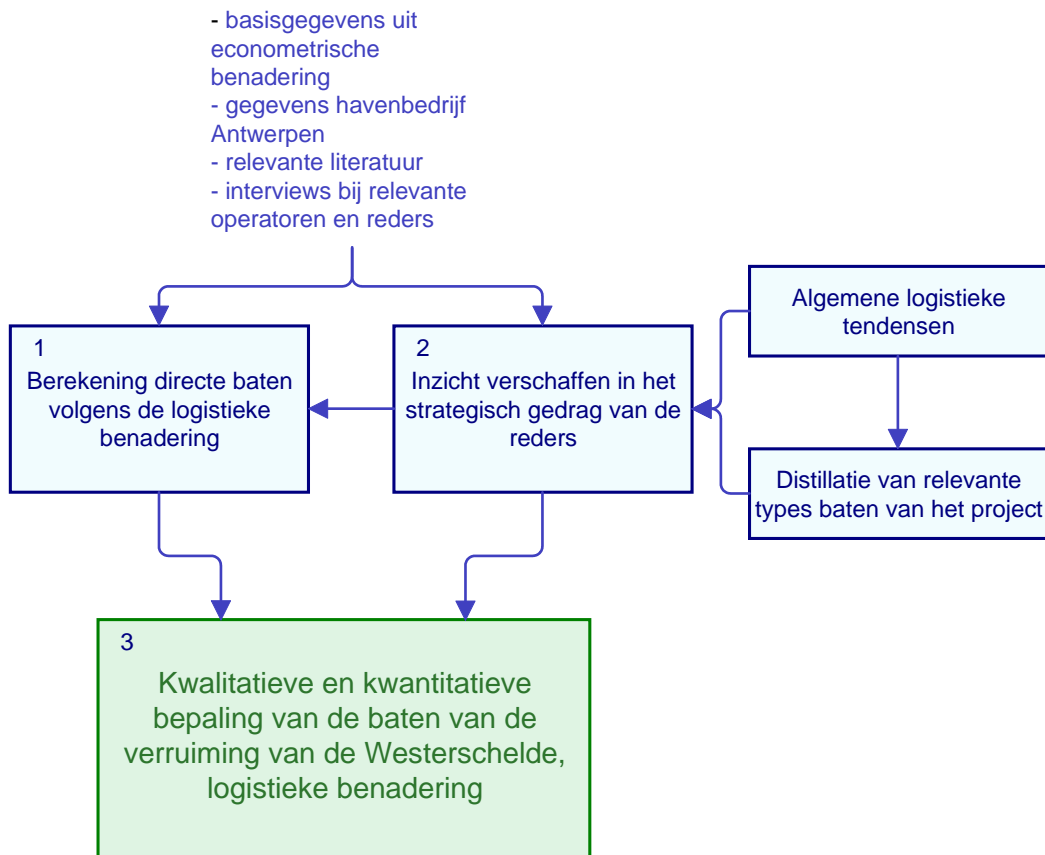 - basisgegevens uit
econometrische
benadering
- gegevens havenbedrijf
Antwerpen
- relevante literatuur
- interviews bij relevante
operatoren en reders
Algemene logistieke
tendensen
1
Berekening directe baten
volgens de logistieke
benadering
2
Inzicht verschaffen in het
strategisch gedrag van de
reders
Distillatie van relevante
types baten van het project
3
Kwalitatieve en kwantitatieve
bepaling van de baten van de
verruiming van de Westerschelde,
logistieke benadering